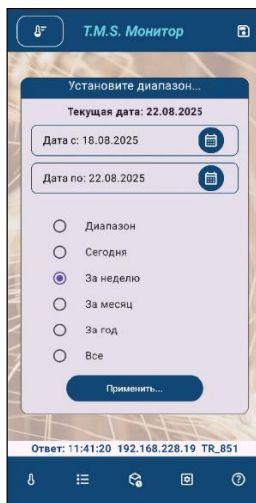 T.M.S. Монитор
Установите диапазон...
Текущая дата: 22.08.2025
Дата с: 18.08.2025
Дата по: 22.08.2025
Диапазон
Сегодня
За неделю
За месяц
За год
Все
Применить...
Ответ: 11:41:20 192.168.228.19 TR_851